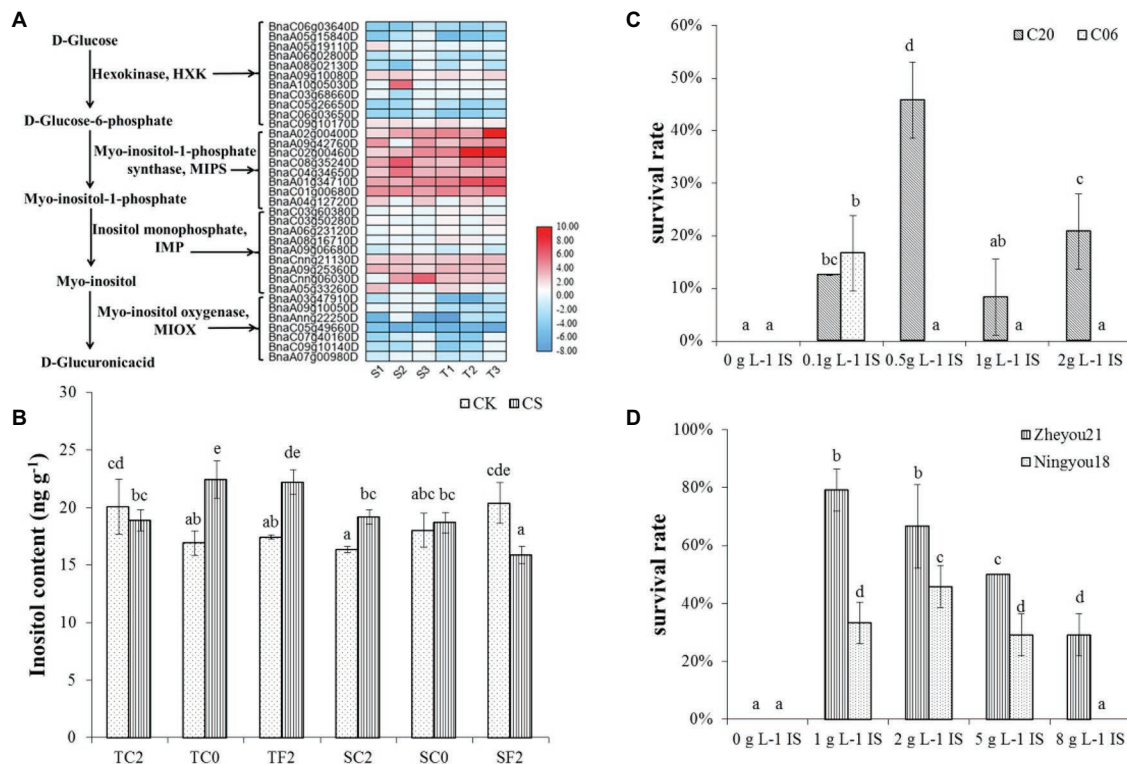 A
D-Glucose
Hexokinase, HXK
D-Glucose-6-phosphate
Myo-inositol-1-phosphate
synthase, MIPS
Myo-inositol-1-phosphate
Inositol monophosphate,
IMP
Myo-inositol
Myo-inositol oxygenase,
MIOX
D-Glucuronicacid
BnaC06g03640D
BnaA05g15840D
BnaA05g19110D
BnaA06g02800D
BnaA08g02130D
BnaA09g10080D
BnaA10g05030D
BnaC03g68660D
BnaC05g26650D
BnaC06g03650D
BnaC09g10170D
BnaA02g00400D
BnaA09g42760D
BnaC02g00460D
BnaC08g35240D
BnaC04g34650D
BnaA01g34710D
BnaC01g00680D
BnaA04g12720D
BnaC03g60380D
BnaC03g50280D
BnaA06g23120D
BnaA08g16710D
BnaA09g06680D
BnaCnng21130D
BnaA09g25360D
BnaCnng06030D
BnaA05g33260D
BnaA03g47910D
BnaA09g10050D
BnaAnng22250D
BnaC05g49660D
BnaC07g40160D
BnaC09g10140D
BnaA07g00980D
S1 S2 S3 T1 T2 T3
10.00
8.00
6.00
4.00
2.00
0.00
-2.00
-4.00
-6.00
-8.00
B
CK CS
Inositol content (ng g-1)
30
25
20
15
10
5
0
cd bc ab e ab de a bc abc bc cde a
TC2 TC0 TF2 SC2 SC0 SF2
C
C20 C06
survival rate
60%
50%
40%
30%
20%
10%
0%
a a bc b d a ab a c a
0 g L-1 IS 0.1g L-1 IS 0.5g L-1 IS 1g L-1 IS 2g L-1 IS
D
Zheyou21
Ningyou18
survival rate
100%
80%
60%
40%
20%
0%
a a b d b c c d d a
0 g L-1 IS 1 g L-1 IS 2 g L-1 IS 5 g L-1 IS 8 g L-1 IS